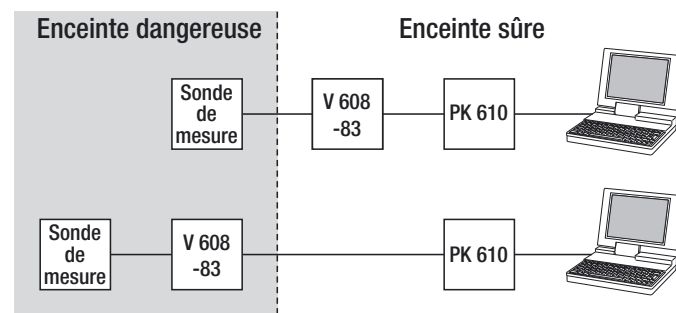 Enceinte dangereuse
Enceinte sûre
Sonde
de
mesure
V 608
-83
PK 610
Sonde
de
mesure
V 608
-83
PK 610